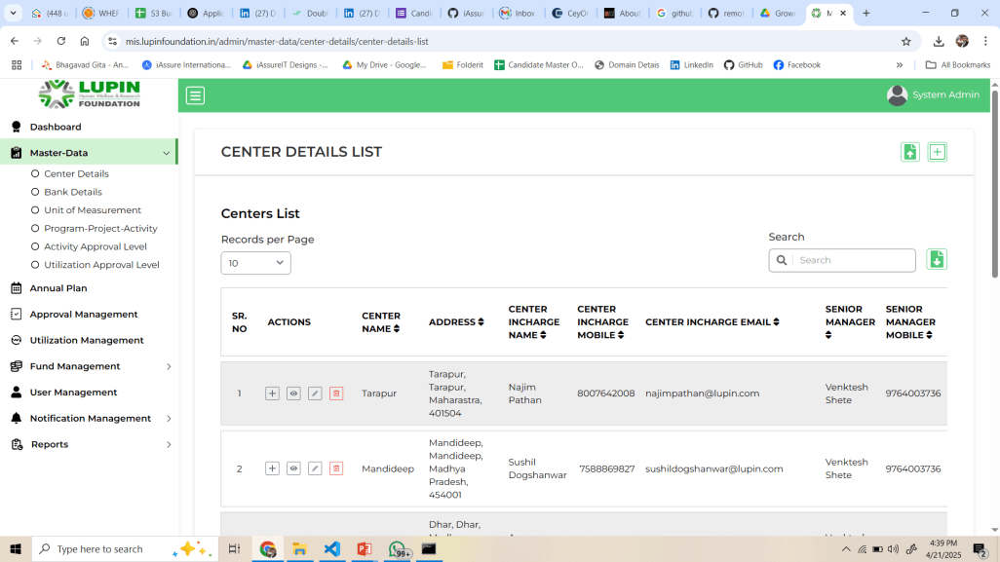 (448 u
WHEF
S3 Bu
Applic
(27) D
Doubl
(27) D
Candi
iAssur
Inbox
CeyO
About
github
remot
Grow
M
mis.lupinfoundation.in/admin/master-data/center-details/center-details-list
Bhagavad Gita - An...
iAssure Internationa...
iAssureIT Designs -...
My Drive - Google...
Folderit
Candidate Master O...
Domain Detais
LinkedIn
GitHub
Facebook
»
All Bookmarks
LUPIN
Human Welfare & Research
FOUNDATION
System Admin
Dashboard
Master-Data
Center Details
Bank Details
Unit of Measurement
Program-Project-Activity
Activity Approval Level
Utilization Approval Level
Annual Plan
Approval Management
Utilization Management
Fund Management
User Management
Notification Management
Reports
CENTER DETAILS LIST
Centers List
Records per Page
10
Search
Search
SR. NO
ACTIONS
CENTER NAME
ADDRESS
CENTER INCHARGE NAME
CENTER INCHARGE MOBILE
CENTER INCHARGE EMAIL
SENIOR MANAGER
SENIOR MANAGER MOBILE
1
Tarapur
Tarapur,
Tarapur,
Maharastra,
401504
Najim
Pathan
8007642008
najimpathan@lupin.com
Venktesh
Shete
9764003736
2
Mandideep
Mandideep,
Mandideep,
Madhya
Pradesh,
454001
Sushil
Dogshanwar
7588869827
sushildogshanwar@lupin.com
Venktesh
Shete
9764003736
Dhar, Dhar,
Type here to search
99+
4:39 PM
4/21/2025
2